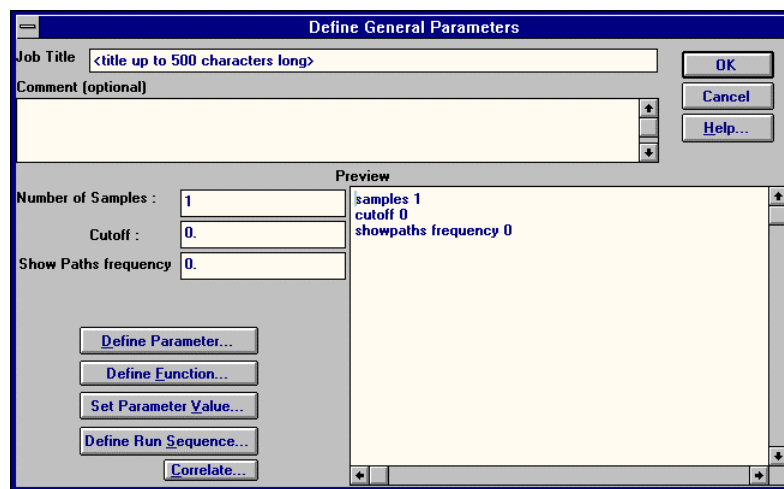 Define General Parameters
Job Title <title up to 500 characters long>
OK
Comment (optional)
Cancel
Help...
Preview
Number of Samples : 1
samples 1
cutoff 0
Cutoff : 0.
showpaths frequency 0
Show Paths frequency 0.
Define Parameter...
Define Function...
Set Parameter Value...
Define Run Sequence...
Correlate...